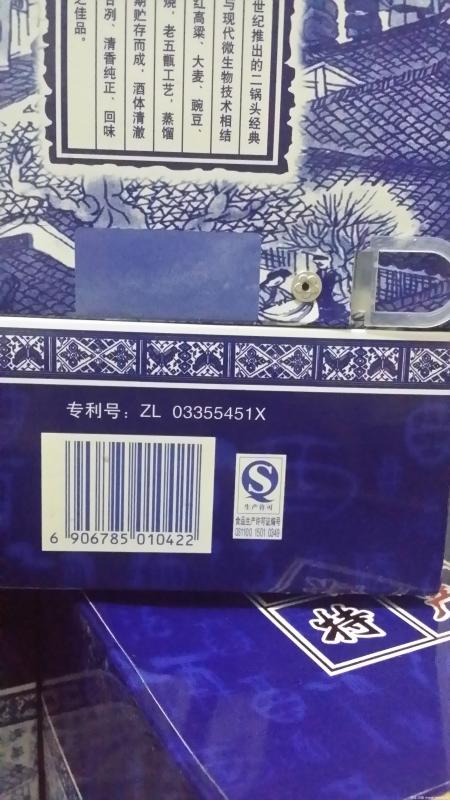 世纪推出的二锅头经典
与现代微生物技术相结
红高粱、大麦、豌豆、
烧，老五甑工艺，蒸馏
期贮存而成，酒体清澈
甘冽、清香纯正、回味
之佳品。
专利号：ZL 03355451X
生产许可
食品生产许可证编号
6 906785 010422
特